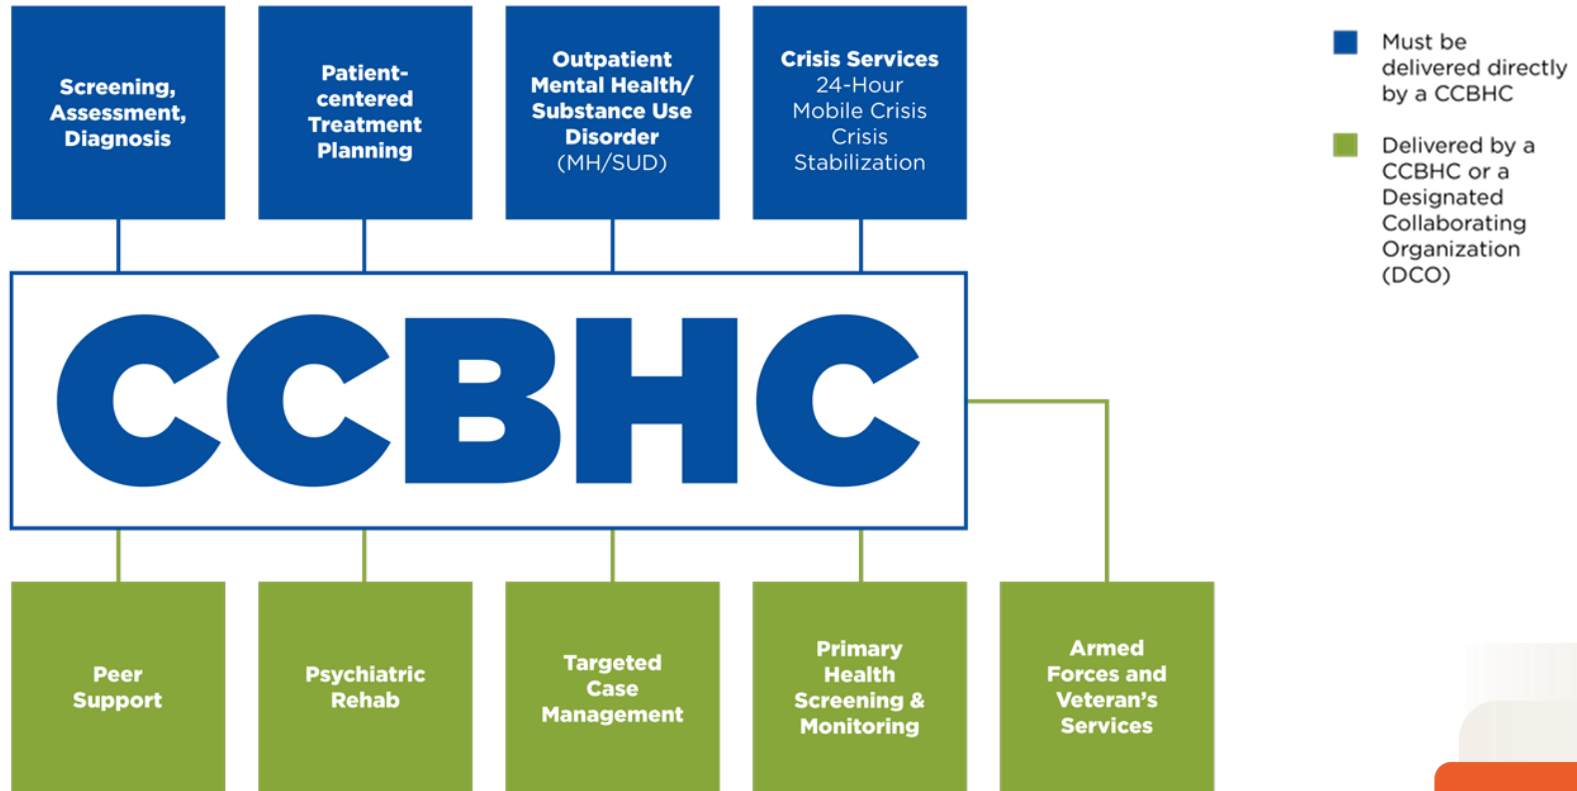 Screening,
Assessment,
Diagnosis
Patient-
centered
Treatment
Planning
Outpatient
Mental Health/
Substance Use
Disorder
(MH/SUD)
Crisis Services
24-Hour
Mobile Crisis
Crisis
Stabilization
Must be
delivered directly
by a CCBHC
Delivered by a
CCBHC or a
Designated
Collaborating
Organization
(DCO)
CCBHC
Peer
Support
Psychiatric
Rehab
Targeted
Case
Management
Primary
Health
Screening &
Monitoring
Armed
Forces and
Veteran's
Services